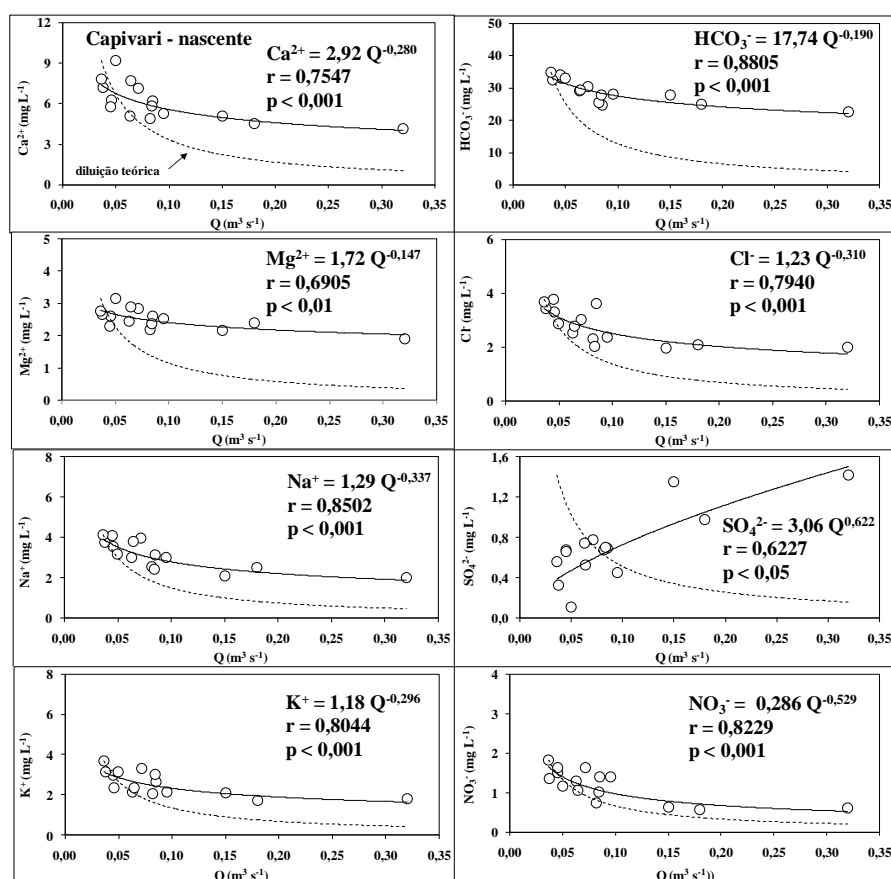 Capivari - nascente
Ca²⁺ = 2,92 Q⁻⁰,²⁸⁰
r = 0,7547
p < 0,001
diluição teórica
Ca²⁺ (mg L⁻¹)
12
9
6
3
0
0,00 0,05 0,10 0,15 0,20 0,25 0,30 0,35
Q (m³ s⁻¹)
HCO₃⁻ = 17,74 Q⁻⁰,¹⁹⁰
r = 0,8805
p < 0,001
HCO₃⁻ (mg L⁻¹)
50
40
30
20
10
0
0,00 0,05 0,10 0,15 0,20 0,25 0,30 0,35
Q (m³ s⁻¹)
Mg²⁺ = 1,72 Q⁻⁰,¹⁴⁷
r = 0,6905
p < 0,01
Mg²⁺ (mg L⁻¹)
5
4
3
2
1
0
0,00 0,05 0,10 0,15 0,20 0,25 0,30 0,35
Q (m³ s⁻¹)
Cl⁻ = 1,23 Q⁻⁰,³¹⁰
r = 0,7940
p < 0,001
Cl⁻ (mg L⁻¹)
6
4
2
0
0,00 0,05 0,10 0,15 0,20 0,25 0,30 0,35
Q (m³ s⁻¹)
Na⁺ = 1,29 Q⁻⁰,³³⁷
r = 0,8502
p < 0,001
Na⁺ (mg L⁻¹)
8
6
4
2
0
0,00 0,05 0,10 0,15 0,20 0,25 0,30 0,35
Q (m³ s⁻¹)
SO₄²⁻ = 3,06 Q⁰,⁶²²
r = 0,6227
p < 0,05
SO₄²⁻ (mg L⁻¹)
1,6
1,2
0,8
0,4
0,0
0,00 0,05 0,10 0,15 0,20 0,25 0,30 0,35
Q (m³ s⁻¹)
K⁺ = 1,18 Q⁻⁰,²⁹⁶
r = 0,8044
p < 0,001
K⁺ (mg L⁻¹)
8
6
4
2
0
0,00 0,05 0,10 0,15 0,20 0,25 0,30 0,35
Q (m³ s⁻¹)
NO₃⁻ = 0,286 Q⁻⁰,⁵²⁹
r = 0,8229
p < 0,001
NO₃⁻ (mg L⁻¹)
4
3
2
1
0
0,00 0,05 0,10 0,15 0,20 0,25 0,30 0,35
Q (m³ s⁻¹))